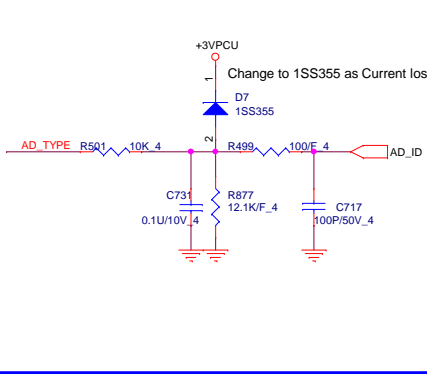 +3VPCU
1
Change to 1SS355 as Current los
D7
1SS355
2
AD_TYPE
R501
10K_4
R499
100/F_4
AD_ID
C731
0.1U/10V_4
R877
12.1K/F_4
C717
100P/50V_4